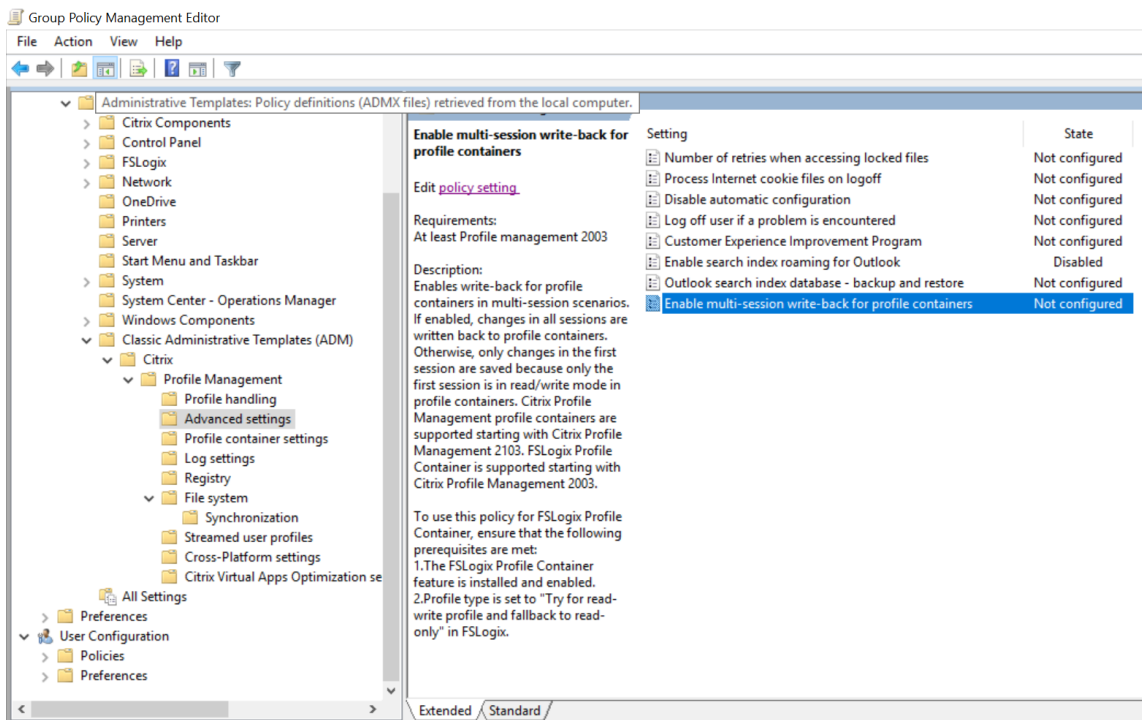 Group Policy Management Editor
File Action View Help
Administrative Templates: Policy definitions (ADMX files) retrieved from the local computer.
Citrix Components
Control Panel
FSLogix
Network
OneDrive
Printers
Server
Start Menu and Taskbar
System
System Center - Operations Manager
Windows Components
Classic Administrative Templates (ADM)
Citrix
Profile Management
Profile handling
Advanced settings
Profile container settings
Log settings
Registry
File system
Synchronization
Streamed user profiles
Cross-Platform settings
Citrix Virtual Apps Optimization se
All Settings
Preferences
User Configuration
Policies
Preferences
Enable multi-session write-back for
profile containers
Edit policy setting
Requirements:
At least Profile management 2003
Description:
Enables write-back for profile
containers in multi-session scenarios.
If enabled, changes in all sessions are
written back to profile containers.
Otherwise, only changes in the first
session are saved because only the
first session is in read/write mode in
profile containers. Citrix Profile
Management profile containers are
supported starting with Citrix Profile
Management 2103. FSLogix Profile
Container is supported starting with
Citrix Profile Management 2003.
To use this policy for FSLogix Profile
Container, ensure that the following
prerequisites are met:
1.The FSLogix Profile Container
feature is installed and enabled.
2.Profile type is set to "Try for read-
write profile and fallback to read-
only" in FSLogix.
Setting State
Number of retries when accessing locked files Not configured
Process Internet cookie files on logoff Not configured
Disable automatic configuration Not configured
Log off user if a problem is encountered Not configured
Customer Experience Improvement Program Not configured
Enable search index roaming for Outlook Disabled
Outlook search index database - backup and restore Not configured
Enable multi-session write-back for profile containers Not configured
Extended Standard